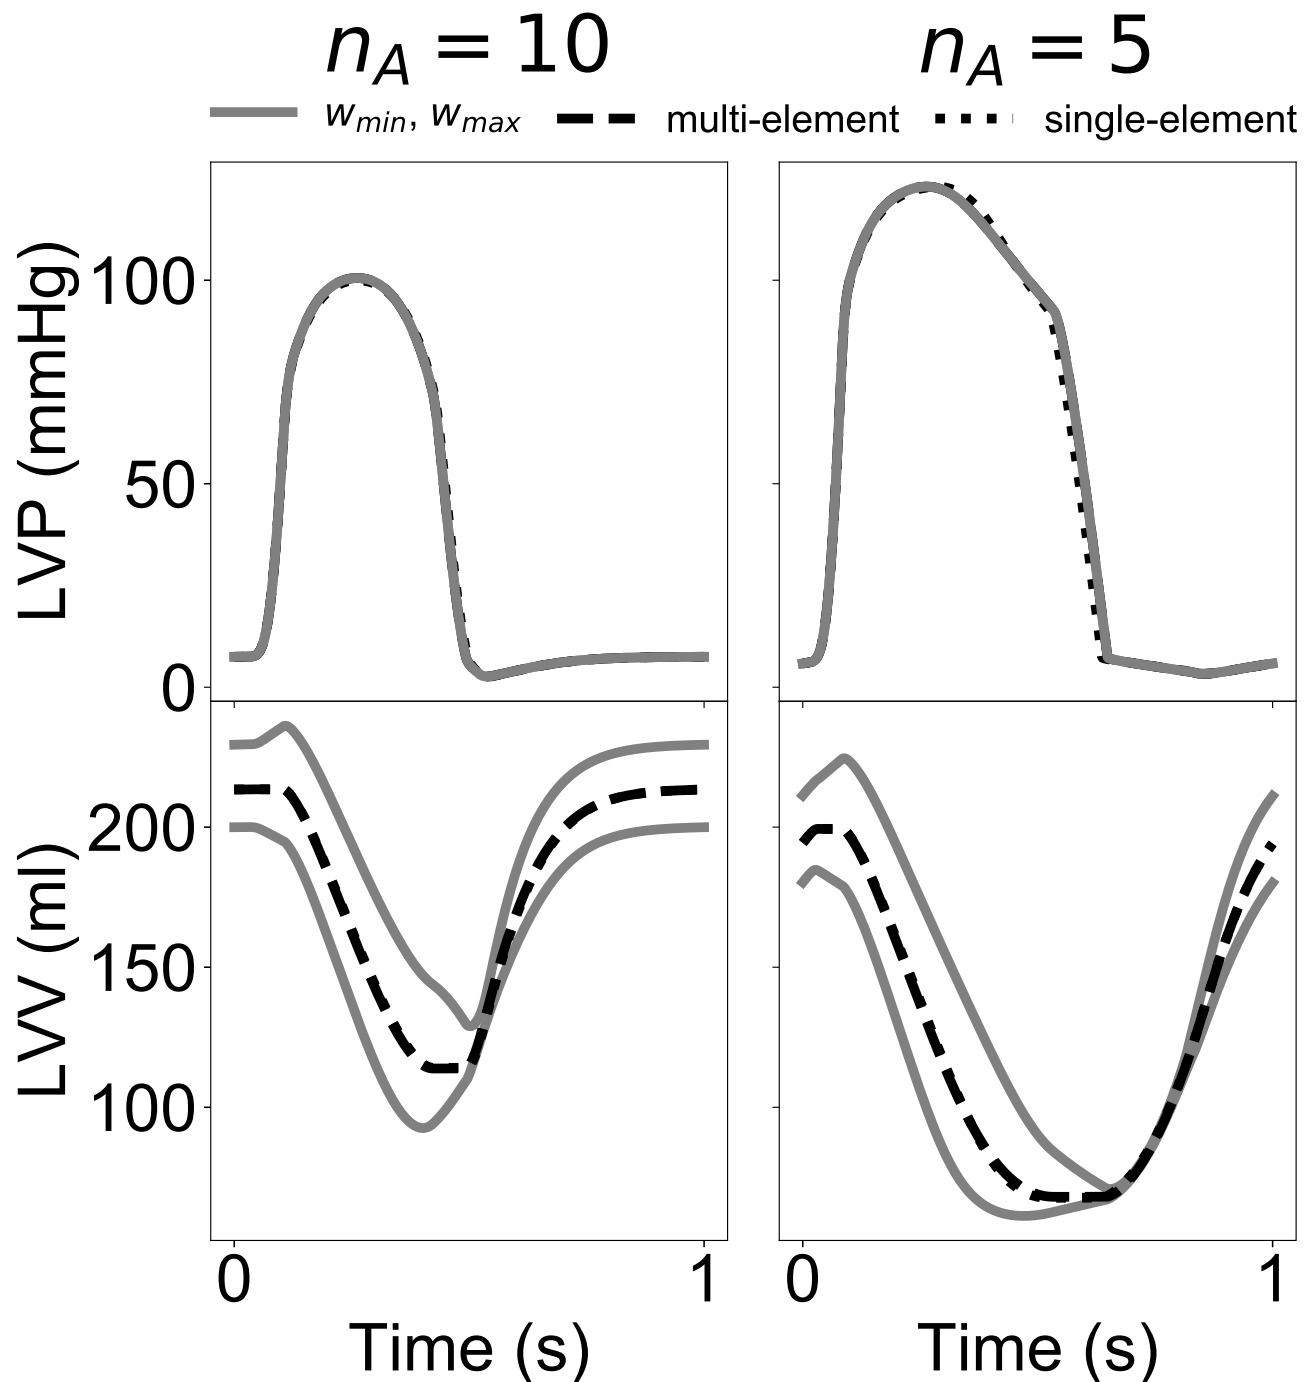 n_A = 10 n_A = 5
w_min, w_max multi-element single-element
LVP (mmHg)
100
50
0
LVV (ml)
200
150
100
0 1 0 1
Time (s) Time (s)